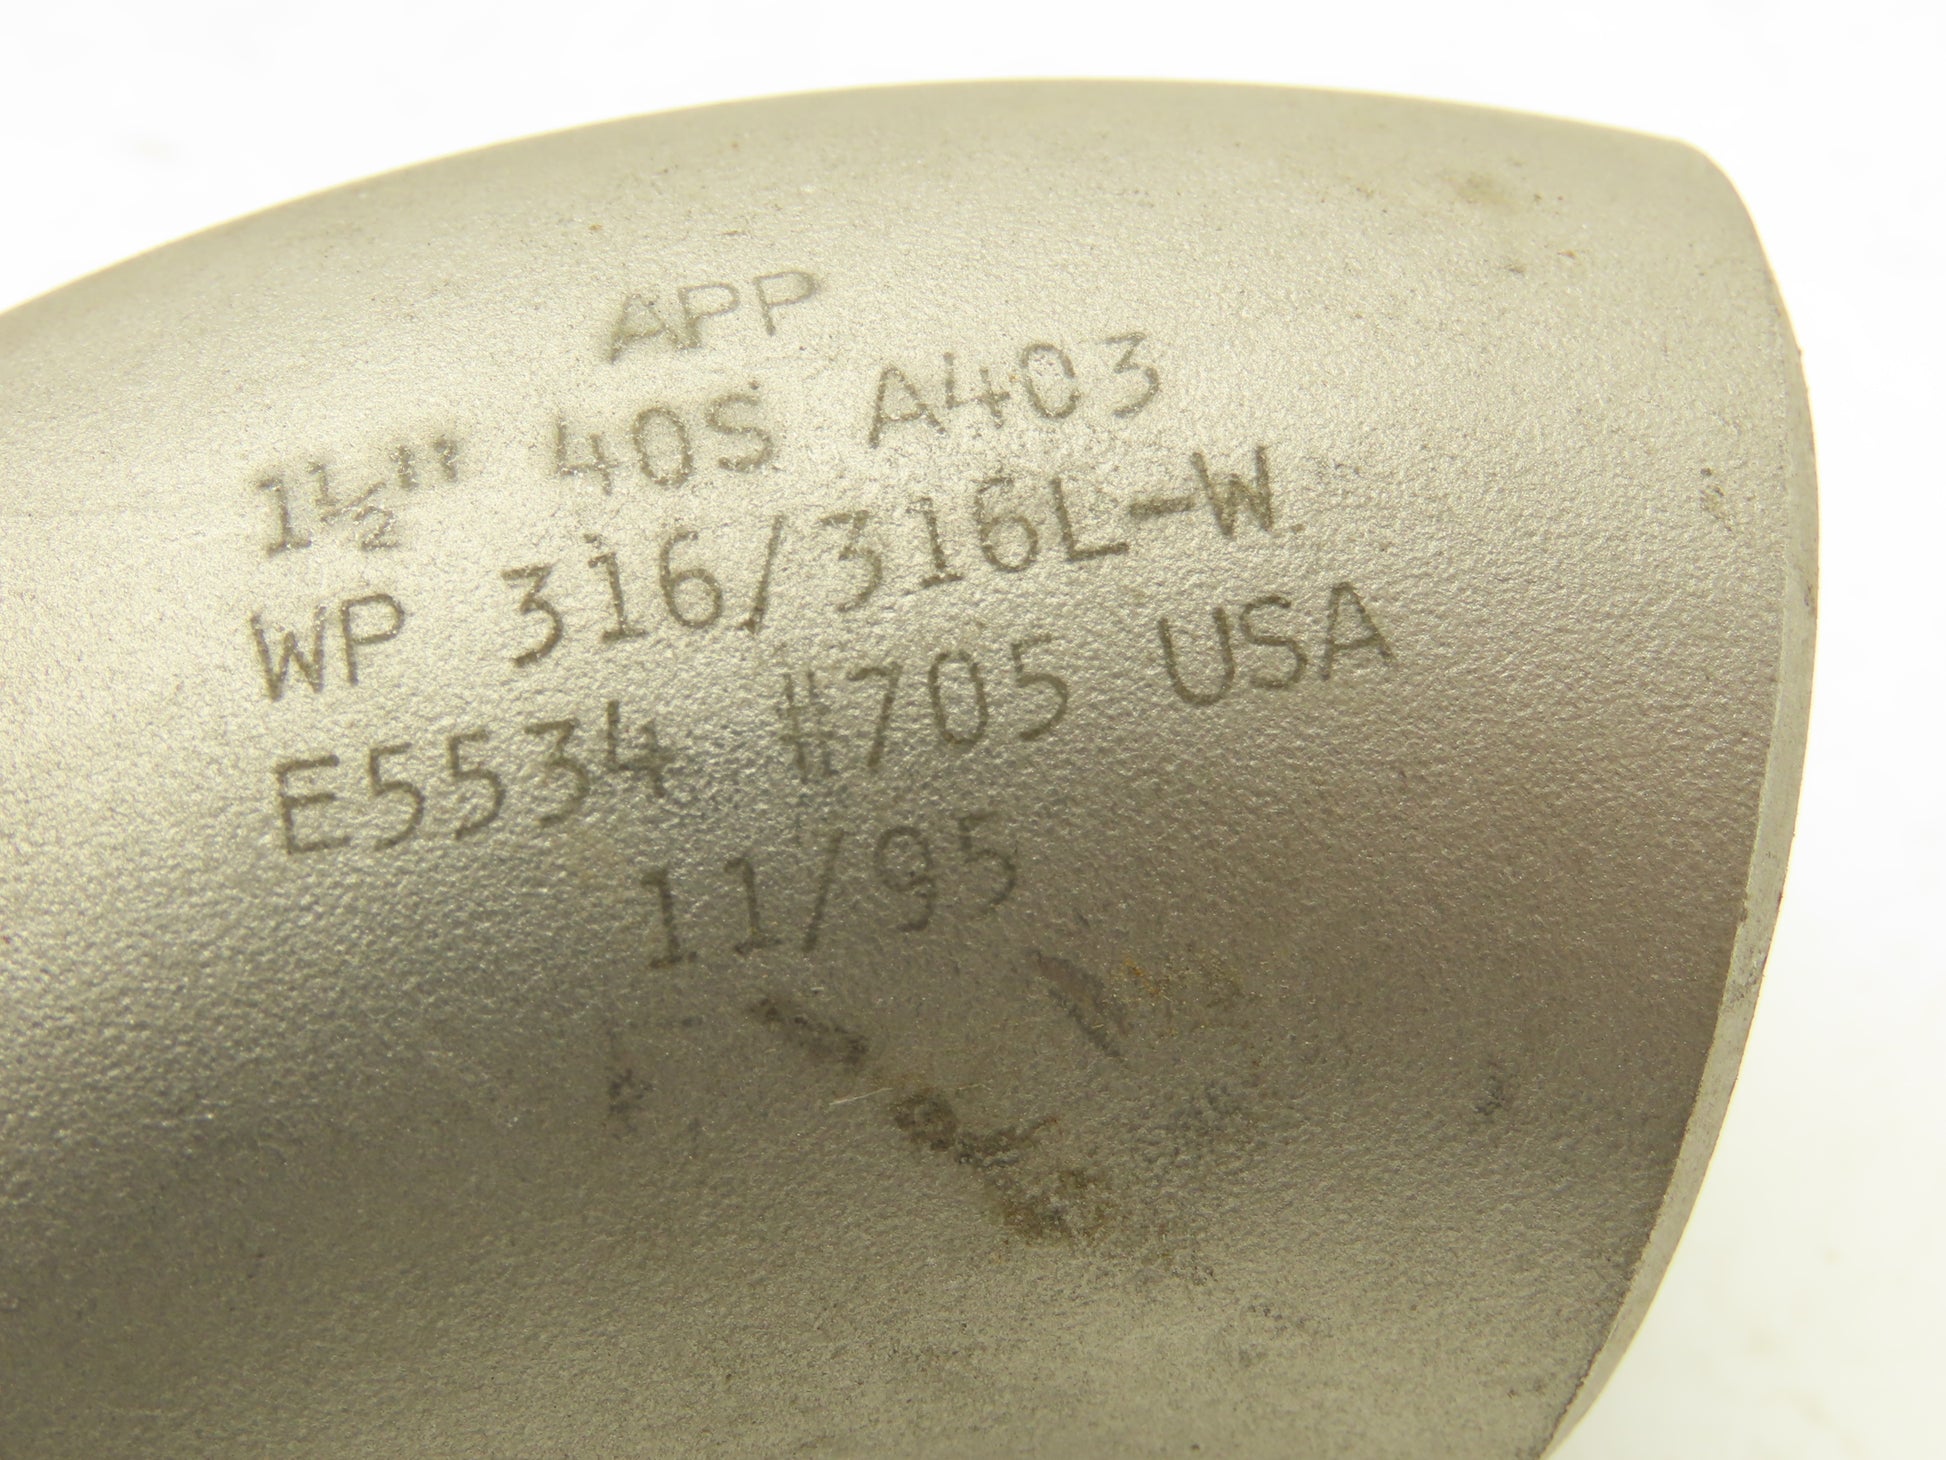 APP
1½" 40S A403
WP 316/316L-W
E5534 #705 USA
11/95